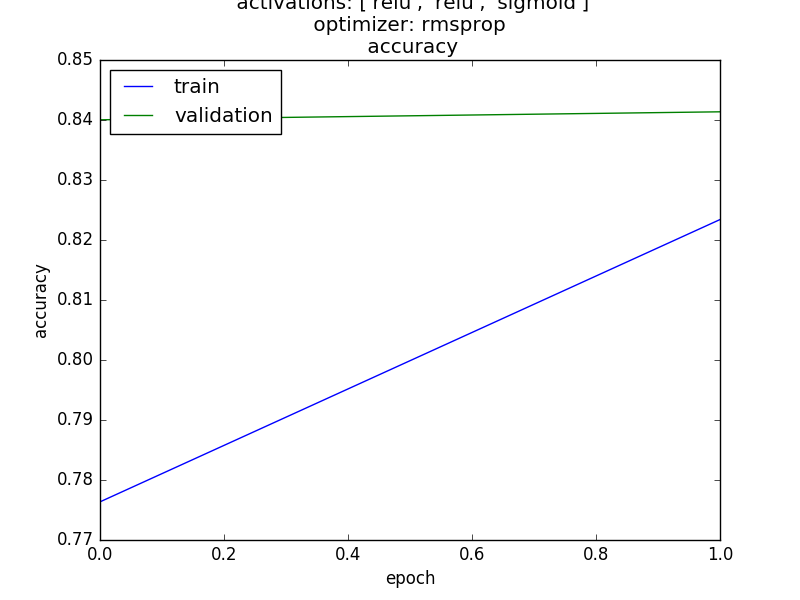 activations: ['relu', 'relu', 'sigmoid']
optimizer: rmsprop
accuracy
0.85
train
validation
0.84
0.83
0.82
0.81
accuracy
0.80
0.79
0.78
0.77
0.0 0.2 0.4 0.6 0.8 1.0
epoch